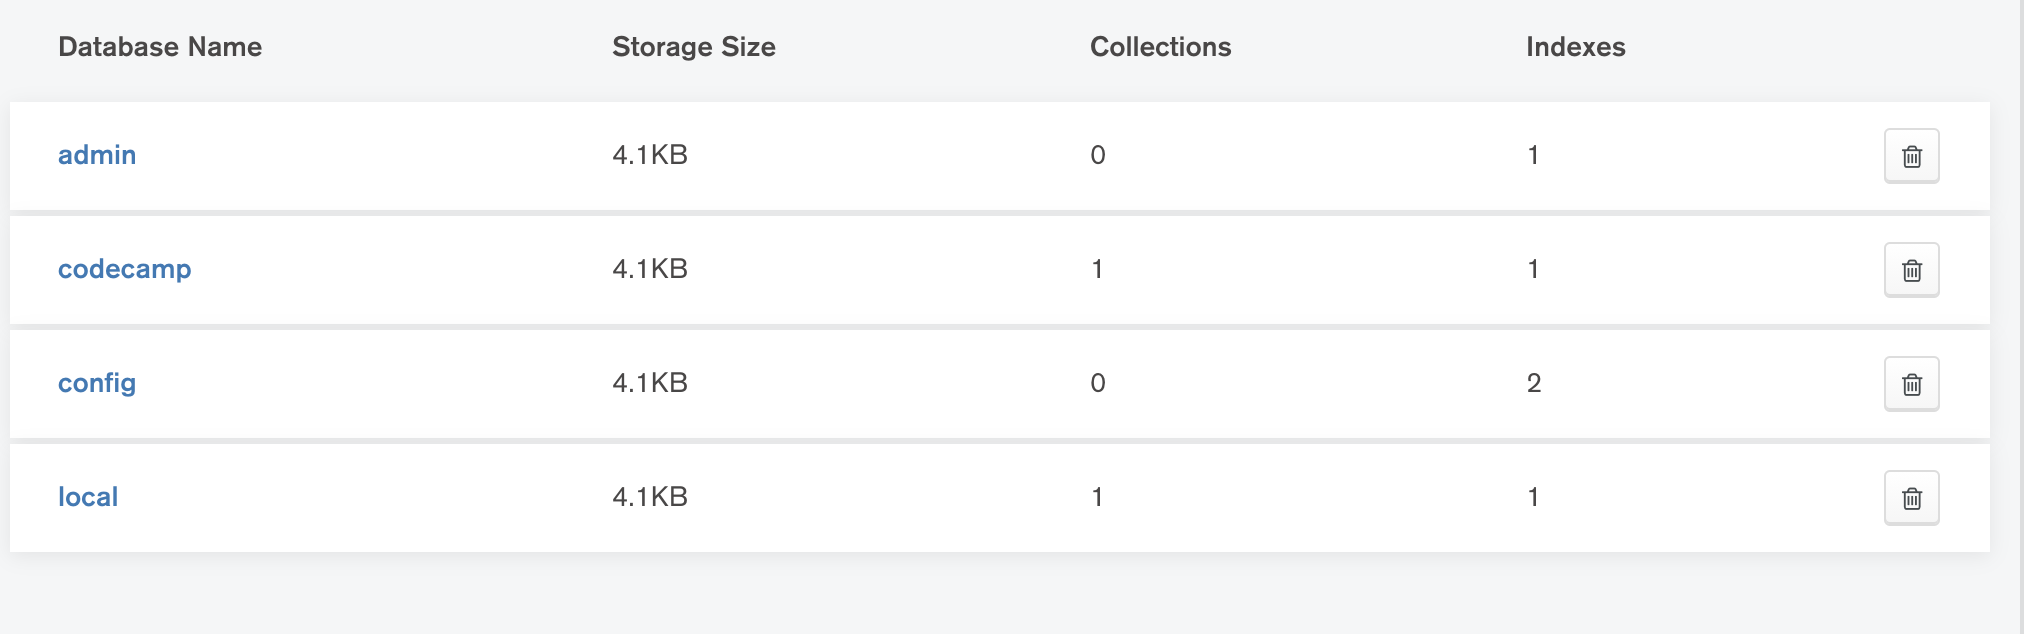 Database Name Storage Size Collections Indexes
admin 4.1KB 0 1
codecamp 4.1KB 1 1
config 4.1KB 0 2
local 4.1KB 1 1